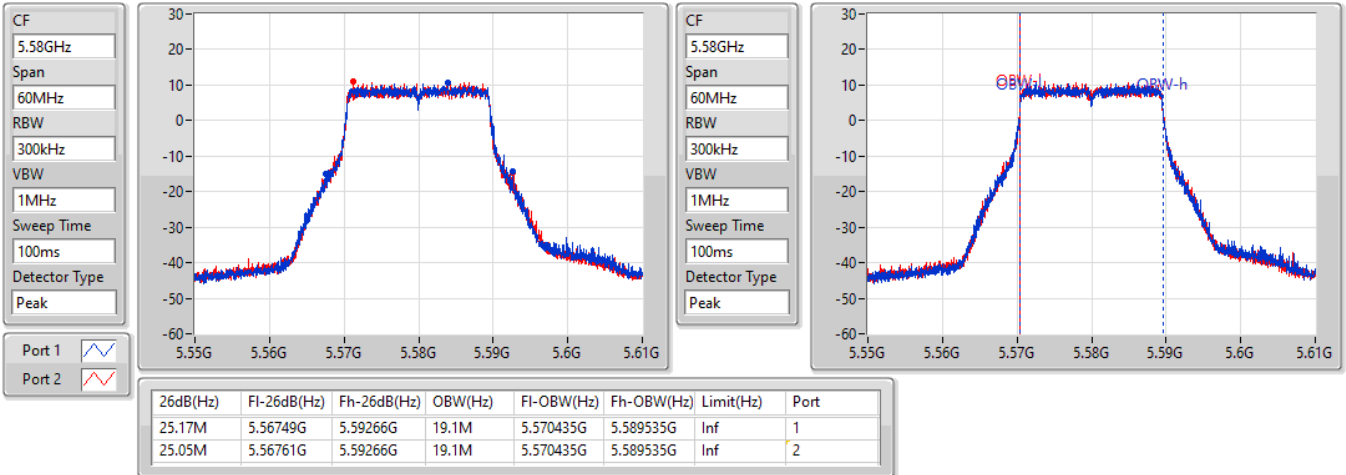 CF
5.58GHz
Span
60MHz
RBW
300kHz
VBW
1MHz
Sweep Time
100ms
Detector Type
Peak
30
20
10
0
-10
-20
-30
-40
-50
-60
5.55G 5.56G 5.57G 5.58G 5.59G 5.6G 5.61G
CF
5.58GHz
Span
60MHz
RBW
300kHz
VBW
1MHz
Sweep Time
100ms
Detector Type
Peak
30
20
10
0
-10
-20
-30
-40
-50
-60
OBW-h
5.55G 5.56G 5.57G 5.58G 5.59G 5.6G 5.61G
Port 1
Port 2
26dB(Hz) Fl-26dB(Hz) Fh-26dB(Hz) OBW(Hz) Fl-OBW(Hz) Fh-OBW(Hz) Limit(Hz) Port
25.17M 5.56749G 5.59266G 19.1M 5.570435G 5.589535G Inf 1
25.05M 5.56761G 5.59266G 19.1M 5.570435G 5.589535G Inf 2